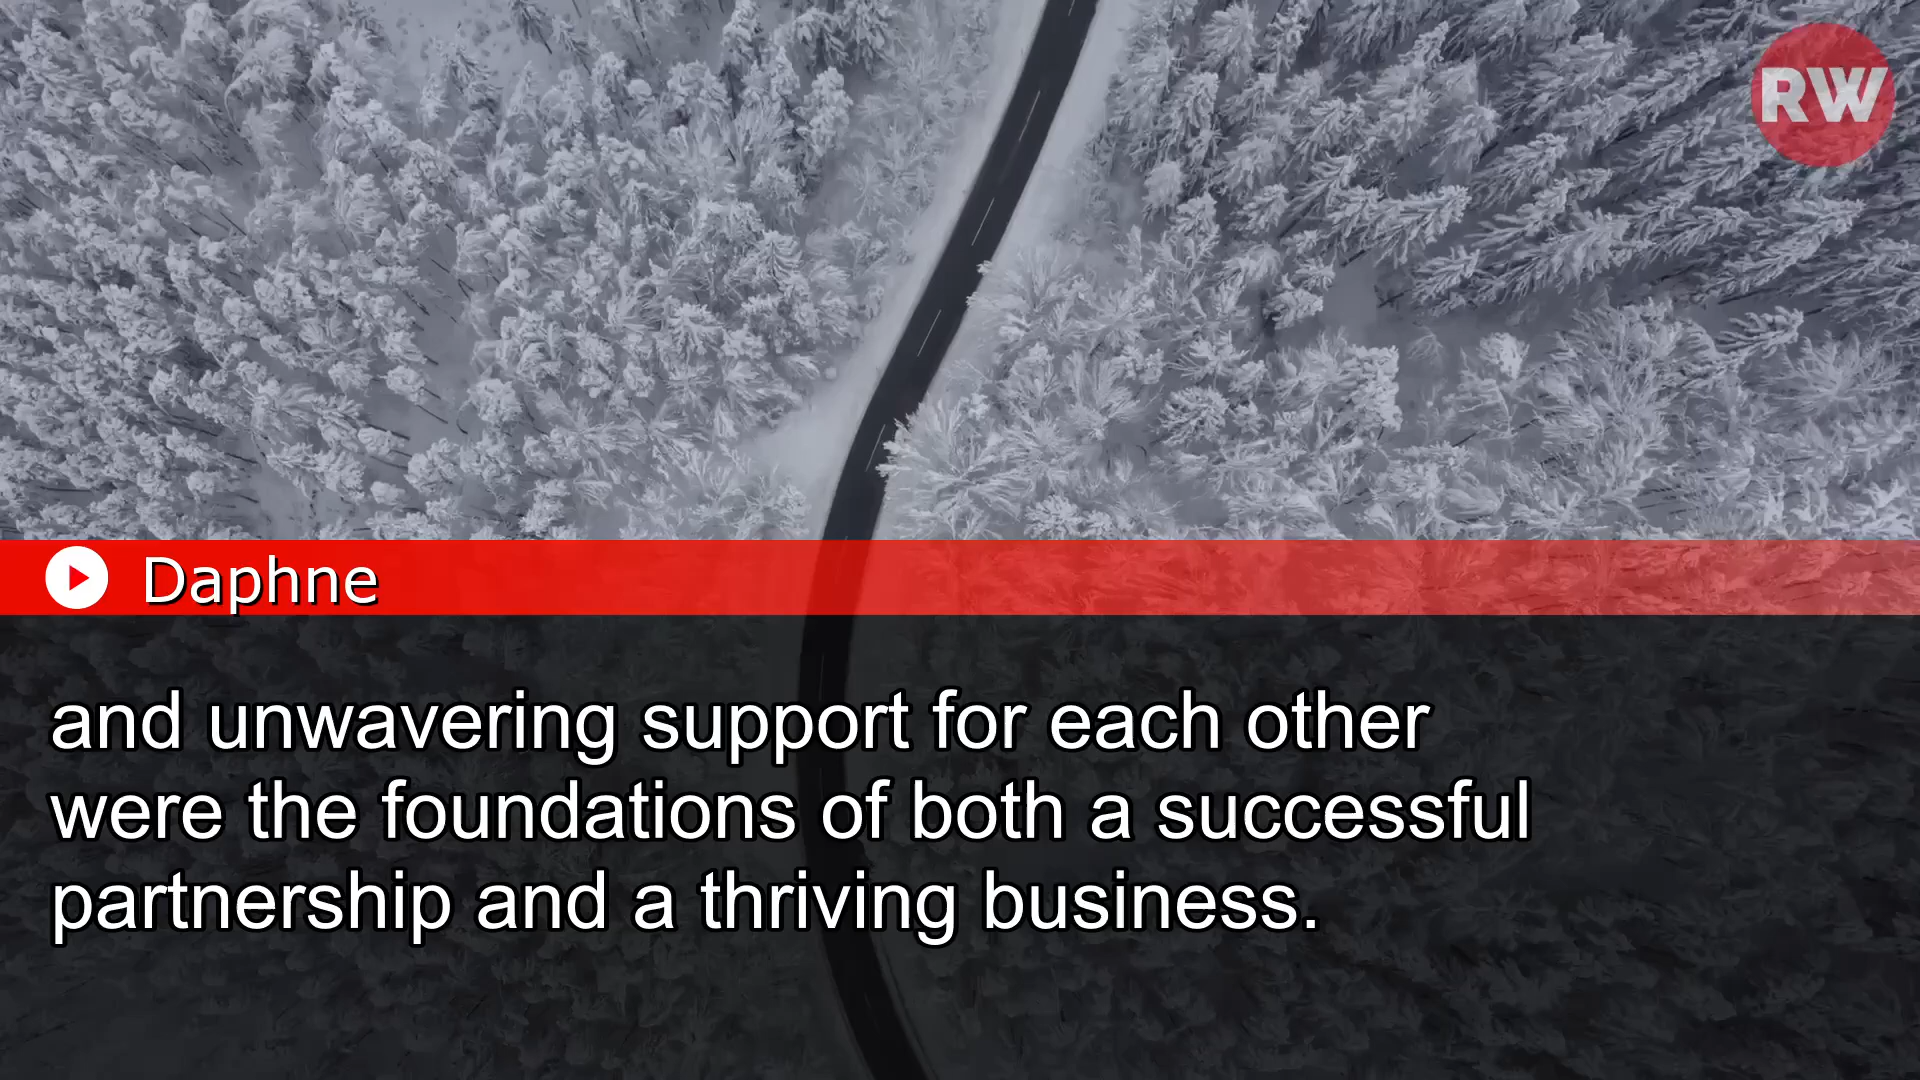 RW
Daphne
and unwavering support for each other
were the foundations of both a successful
partnership and a thriving business.